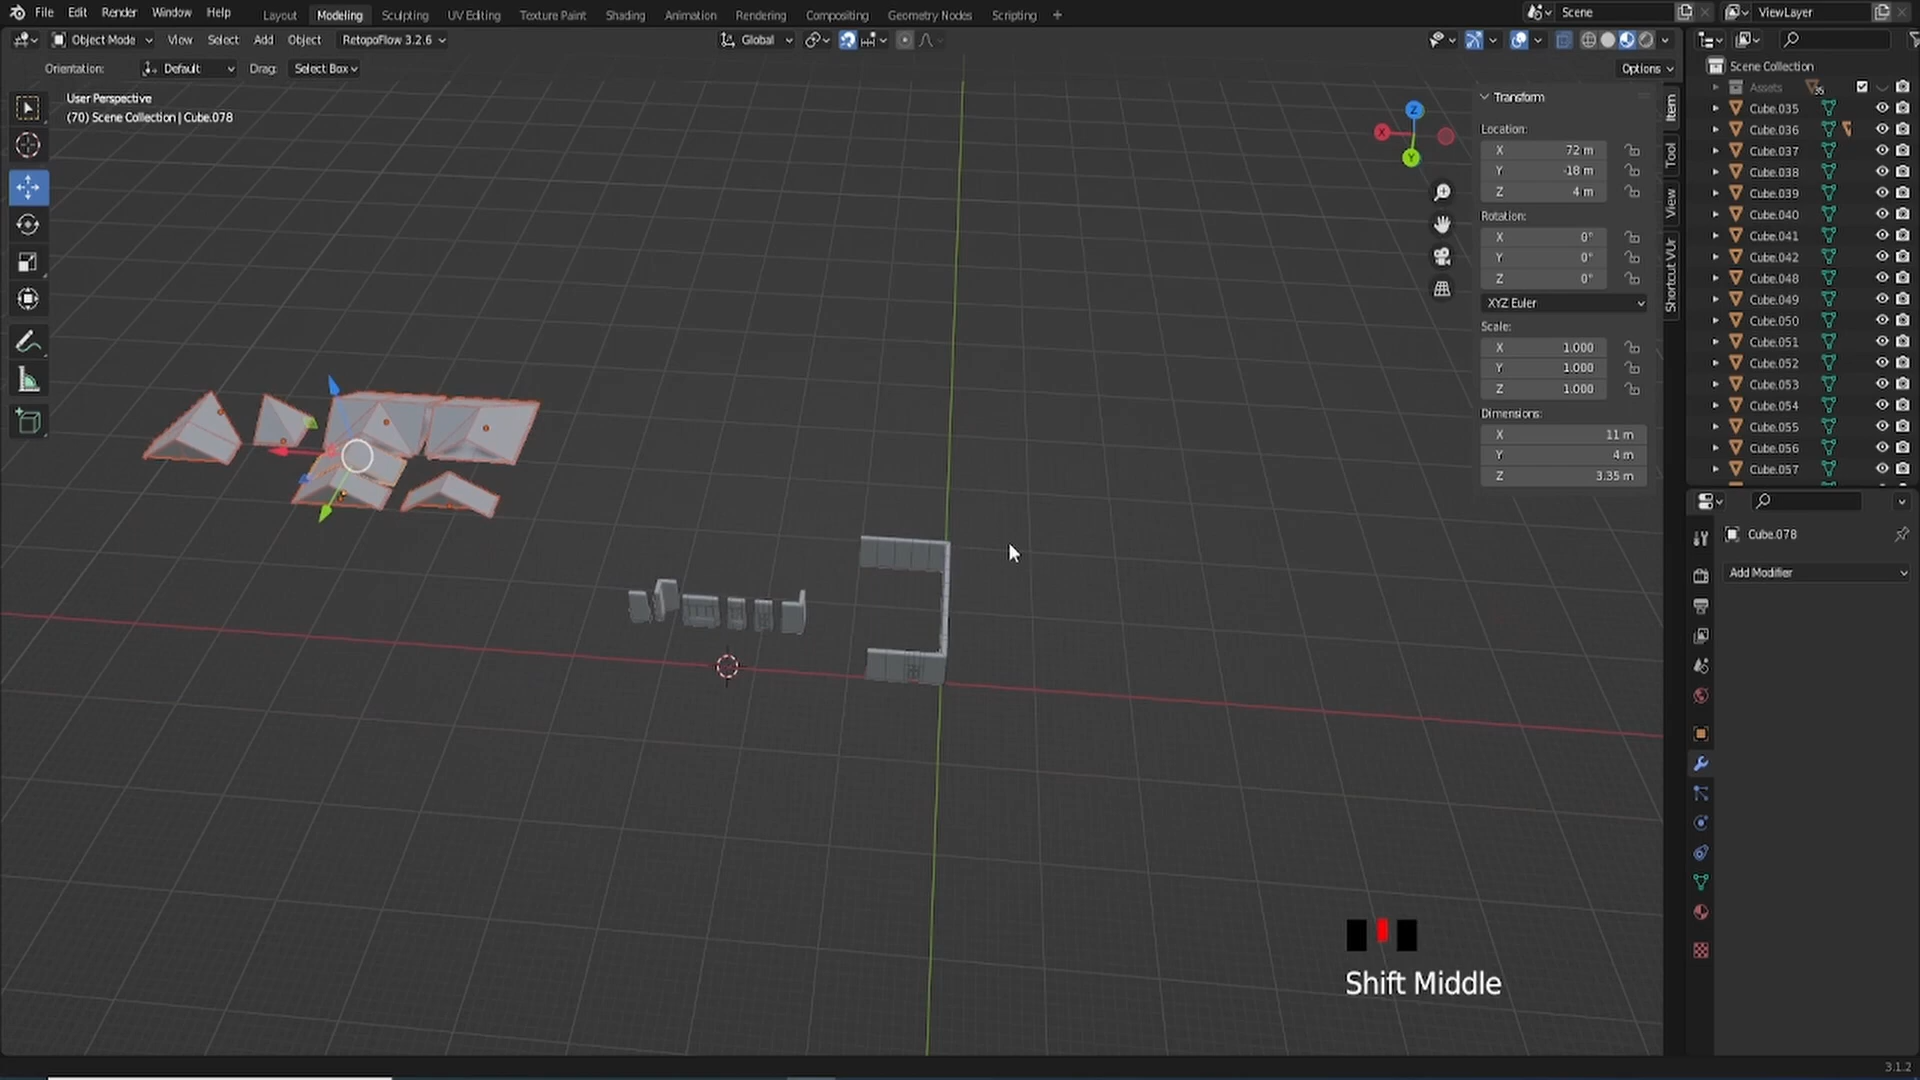 File Edit Render Window Help Layout Modeling Sculpting UV Editing Texture Paint Shading Animation Rendering Compositing Geometry Nodes Scripting + Scene ViewLayer
Object Mode View Select Add Object RetopoFlow 3.2.6 Global
Orientation: Default Drag: Select Box Options
User Perspective
(70) Scene Collection | Cube.078
X
Y
Z
Transform
Location:
X 72 m
Y -18 m
Z 4 m
Rotation:
X 0°
Y 0°
Z 0°
XYZ Euler
Scale:
X 1.000
Y 1.000
Z 1.000
Dimensions:
X 11 m
Y 4 m
Z 3.35 m
Item
Tool
View
Shortcut VUr
Scene Collection
Assets 35
Cube.035
Cube.036
Cube.037
Cube.038
Cube.039
Cube.040
Cube.041
Cube.042
Cube.048
Cube.049
Cube.050
Cube.051
Cube.052
Cube.053
Cube.054
Cube.055
Cube.056
Cube.057
Cube.078
Add Modifier
Shift Middle
3.1.2